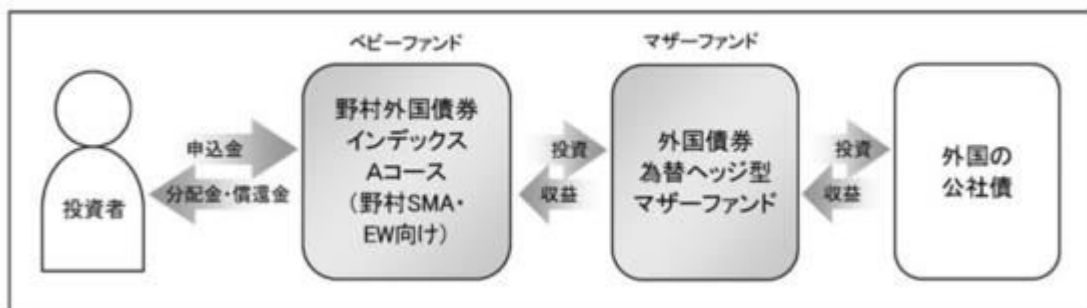 ベビーファンド
マザーファンド
投資者
申込金
分配金・償還金
野村外国債券
インデックス
Aコース
(野村SMA・
EW向け)
投資
収益
外国債券
為替ヘッジ型
マザーファンド
投資
収益
外国の
公社債